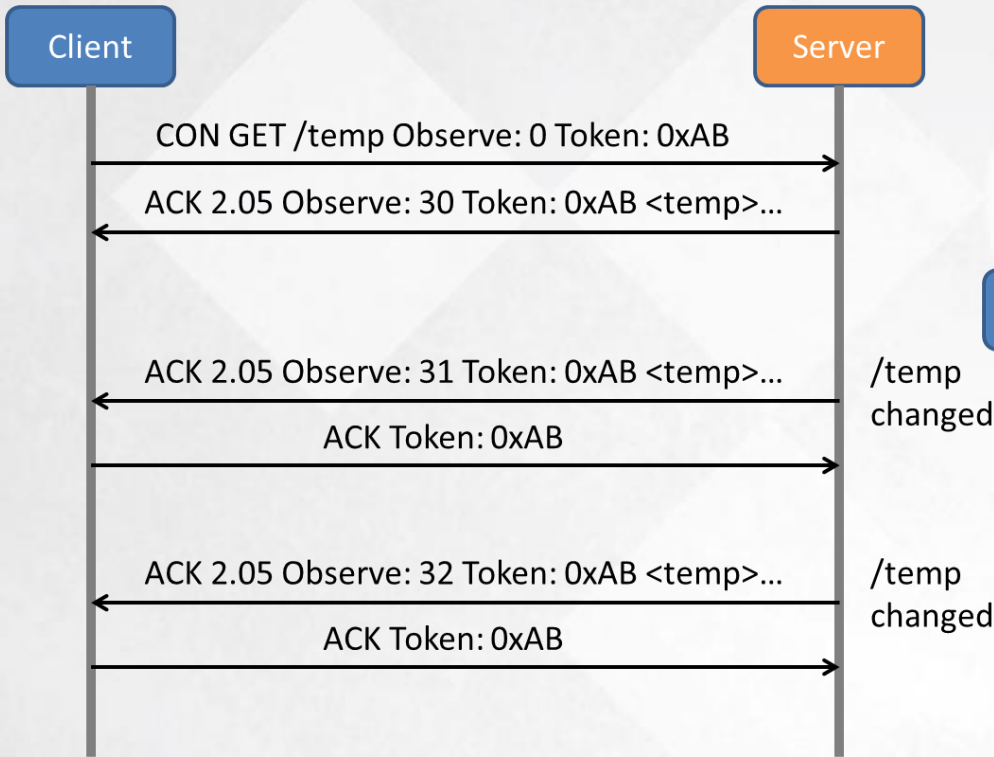 Client
Server
CON GET /temp Observe: 0 Token: 0xAB
ACK 2.05 Observe: 30 Token: 0xAB <temp>...
ACK 2.05 Observe: 31 Token: 0xAB <temp>...
/temp
changed
ACK Token: 0xAB
ACK 2.05 Observe: 32 Token: 0xAB <temp>...
/temp
changed
ACK Token: 0xAB